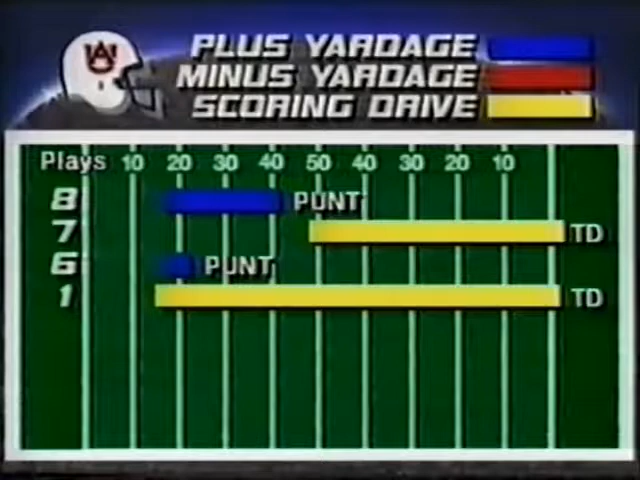 AU
PLUS YARDAGE
MINUS YARDAGE
SCORING DRIVE
Plays 10 20 30 40 50 40 30 20 10
8 PUNT
7 TD
6 PUNT
1 TD